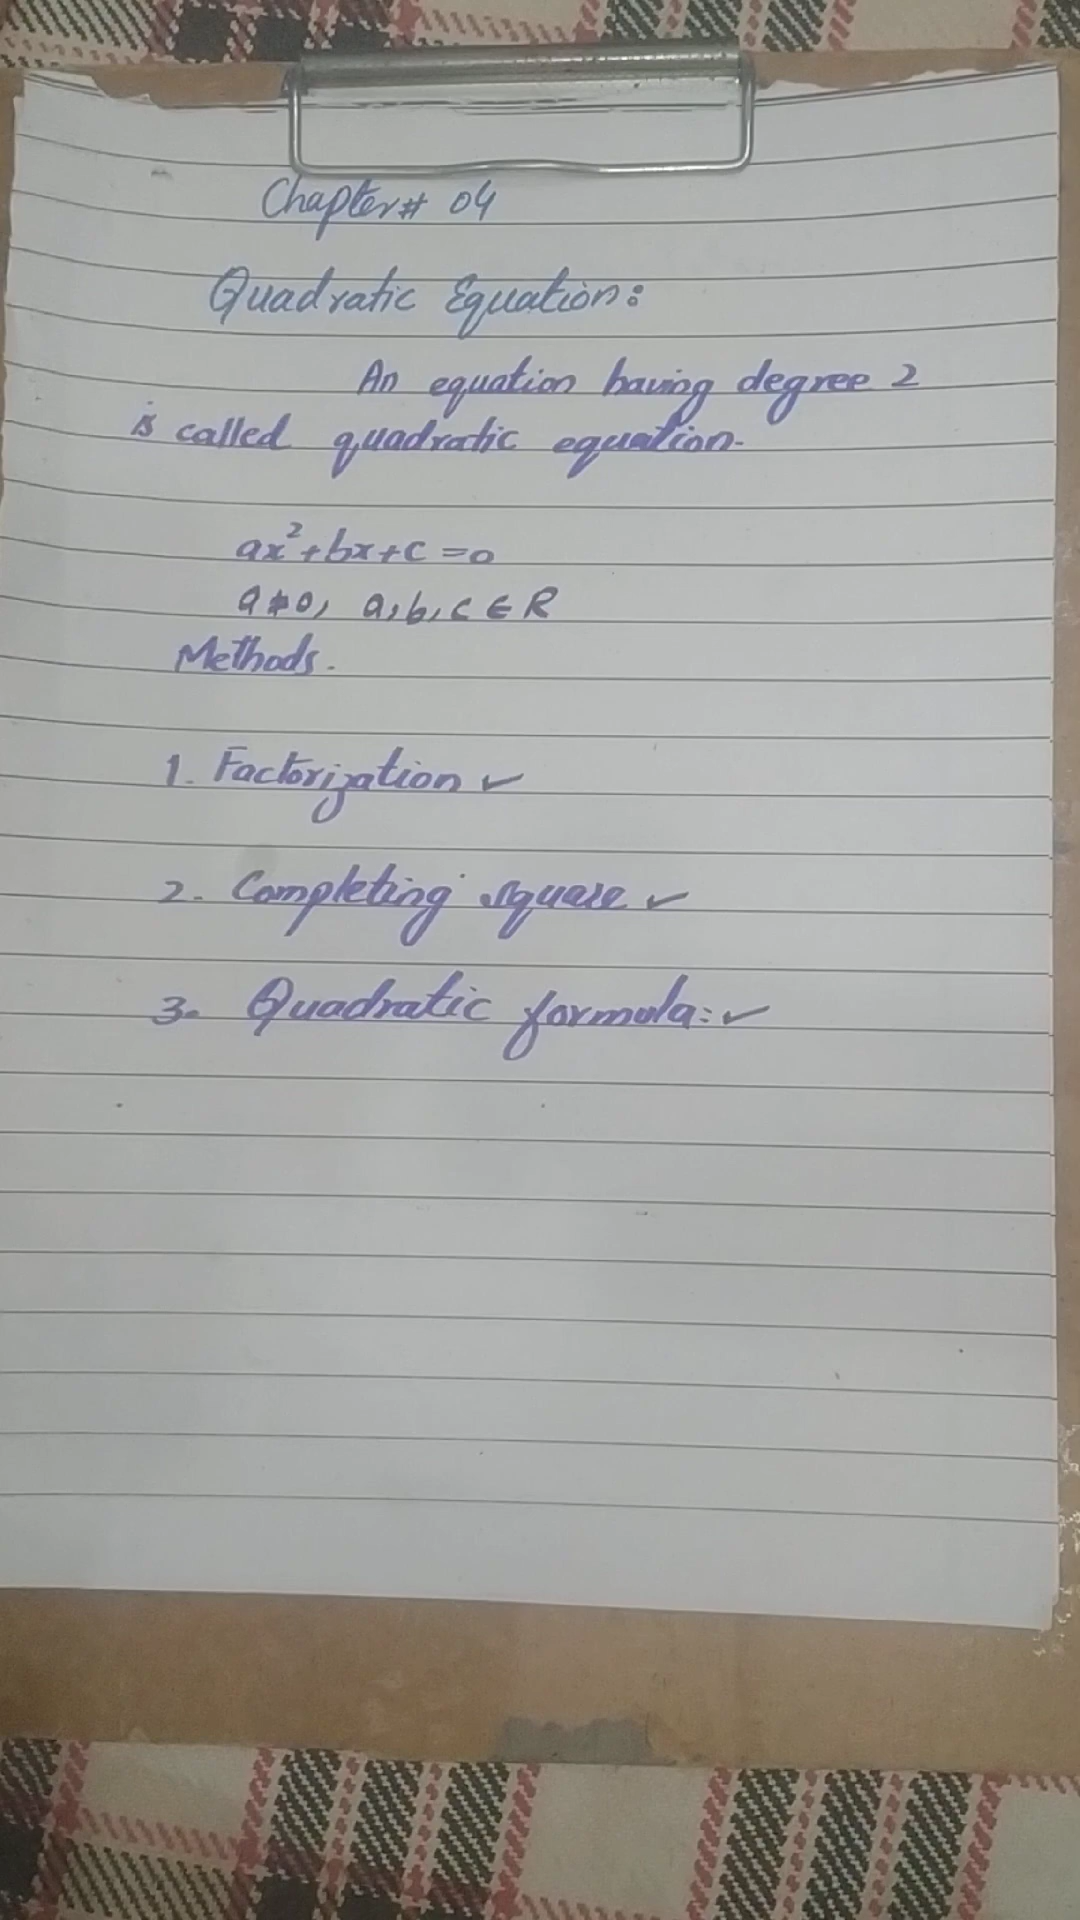 Chapter# 04
Quadratic Equation:
An equation having degree 2
is called quadratic equation.
ax²+bx+c=0
a≠0, a,b,c ∈ R
Methods.
1. Factorization ✓
2. Completing square ✓
3. Quadratic formula: ✓